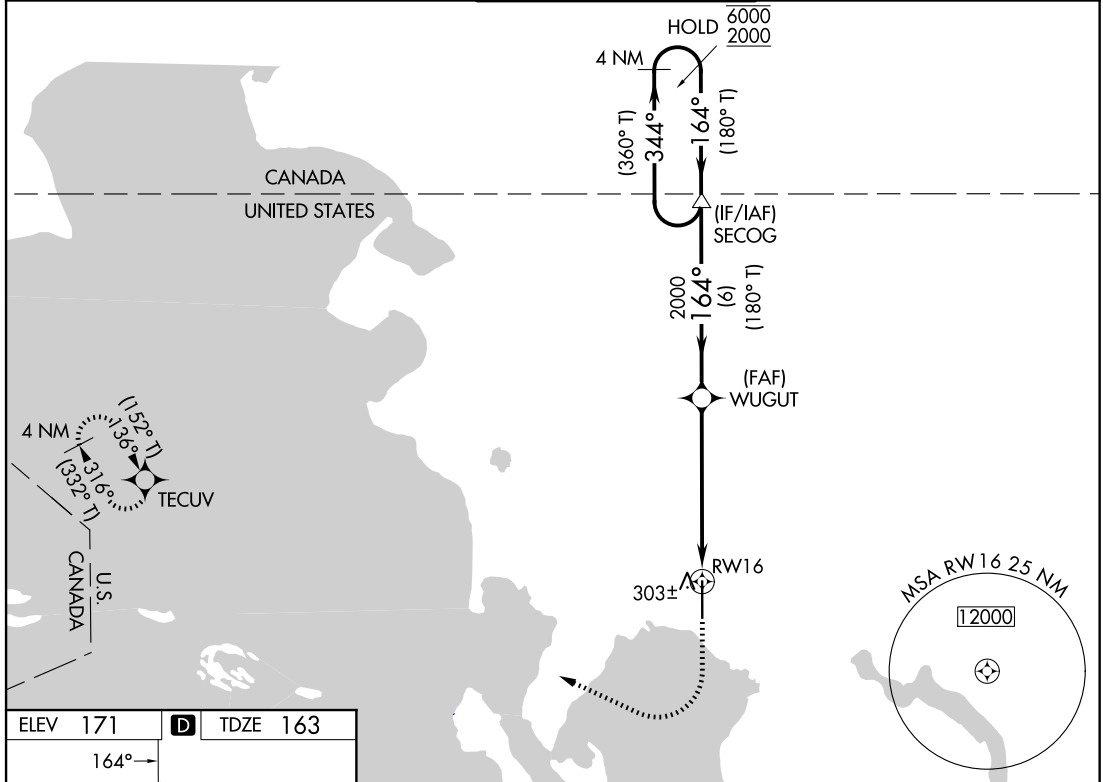 HOLD 6000
2000
4 NM
(360° T)
344°
164°
(180° T)
CANADA
UNITED STATES
(IF/IAF)
SECOG
2000
164°
(6)
(180° T)
(FAF)
WUGUT
(152° T)
136°
4 NM
316°
(332° T)
TECUV
U.S.
CANADA
RW16
303±
MSA RW16 25 NM
12000
ELEV 171 D TDZE 163
164°